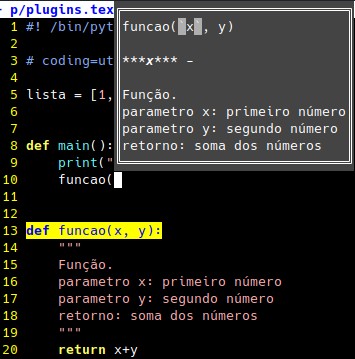 p/plugins.tex
1 #! /bin/pyt
2
3 # coding=ut
4
5 lista = [1,
6
7
8 def main():
9 print("
10 funcao(
11
12
13 def funcao(x, y):
14 """
15 Função.
16 parametro x: primeiro número
17 parametro y: segundo número
18 retorno: soma dos números
19 """
20 return x+y
funcao(`x`, y)
***x*** -
Função.
parametro x: primeiro número
parametro y: segundo número
retorno: soma dos números